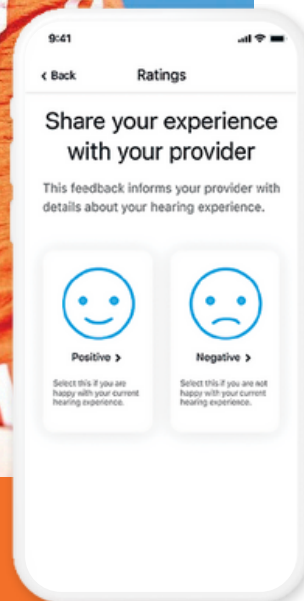 9:41
< Back Ratings
Share your experience
with your provider
This feedback informs your provider with
details about your hearing experience.
Positive >
Select this if you are
happy with your current
hearing experience.
Negative >
Select this if you are not
happy with your current
hearing experience.